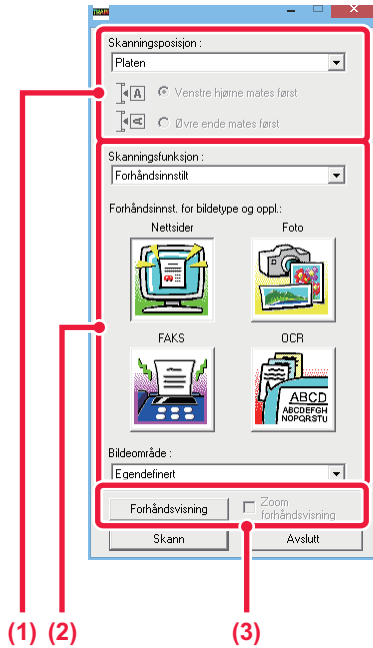 TWAIN
Skanningsposisjon :
Platen
A Venstre hjørne mates først
A Øvre ende mates først
Skanningsfunksjon :
Forhåndsinnstilt
Forhåndsinnst. for bildetype og oppl.:
Nettsider Foto
FAKS OCR
ABCD
ABCDEFGH
NOPQRSTU
Bildeområde :
Egendefinert
Forhåndsvisning Zoom
forhåndsvisning
Skann Avslutt
(1) (2) (3)